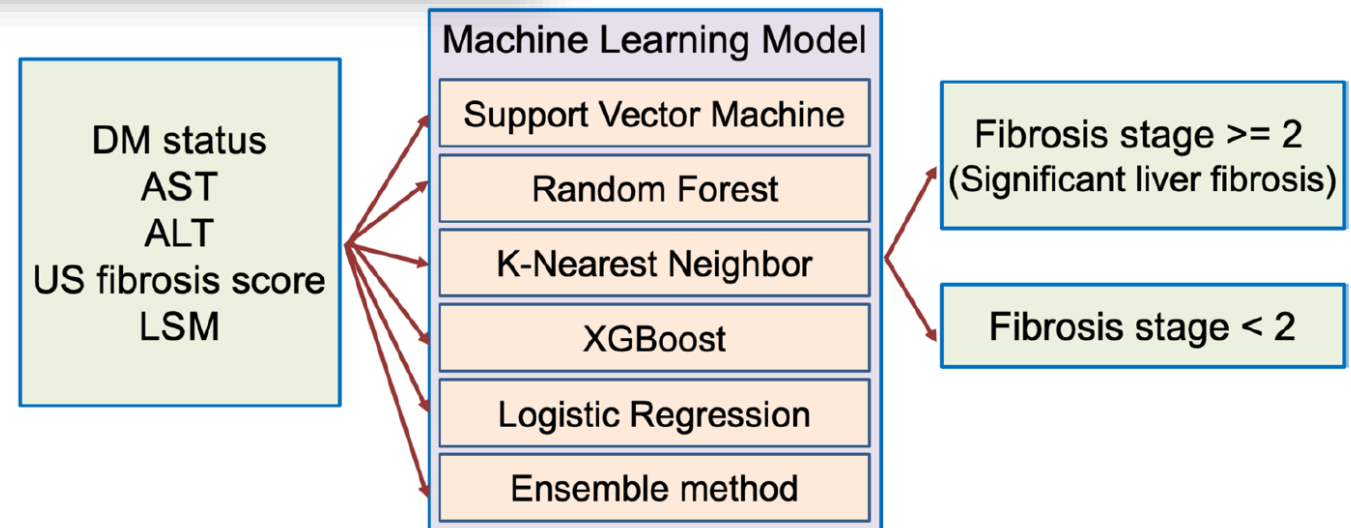 DM status
AST
ALT
US fibrosis score
LSM
Machine Learning Model
Support Vector Machine
Random Forest
K-Nearest Neighbor
XGBoost
Logistic Regression
Ensemble method
Fibrosis stage >= 2
(Significant liver fibrosis)
Fibrosis stage < 2